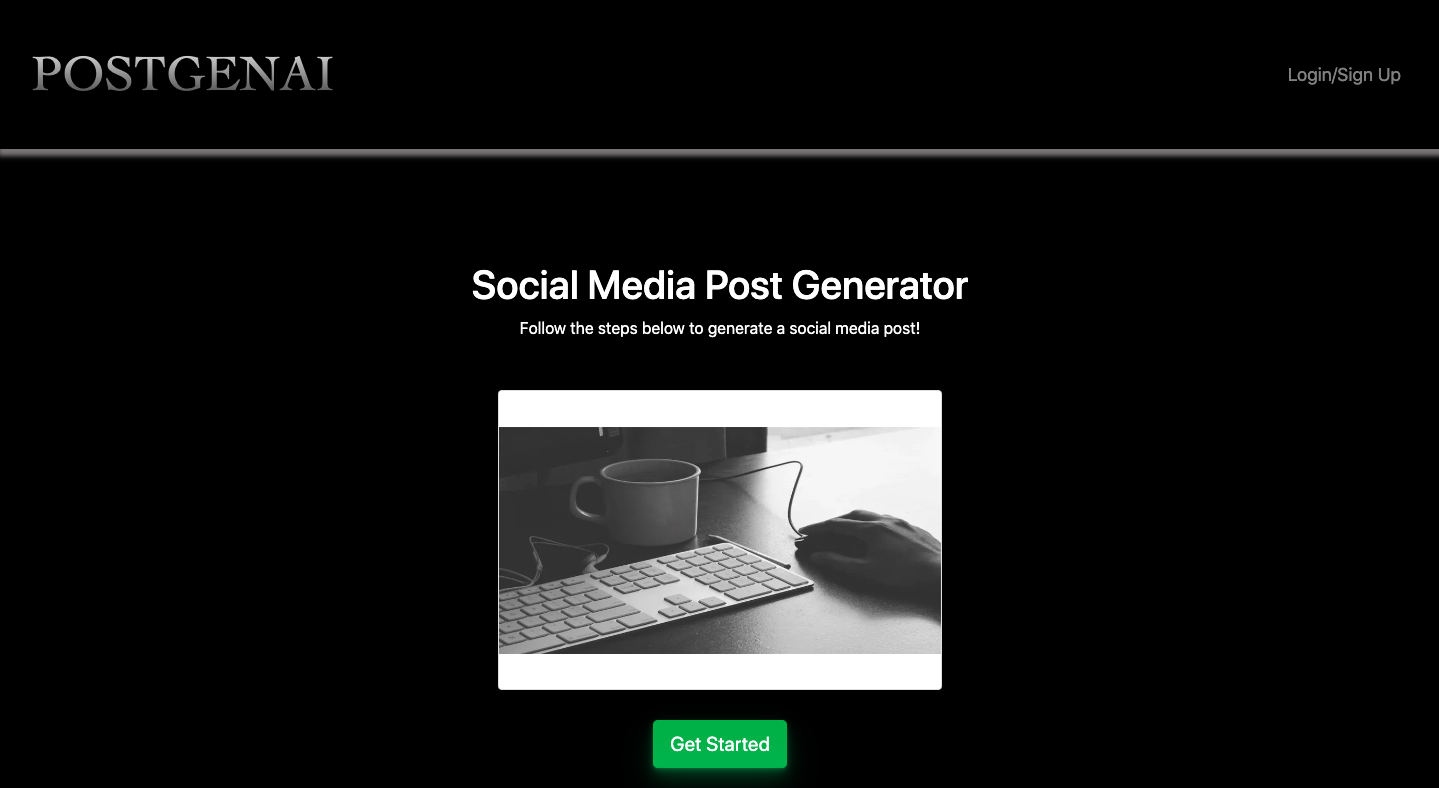 POSTGENAI
Login/Sign Up
Social Media Post Generator
Follow the steps below to generate a social media post!
Get Started